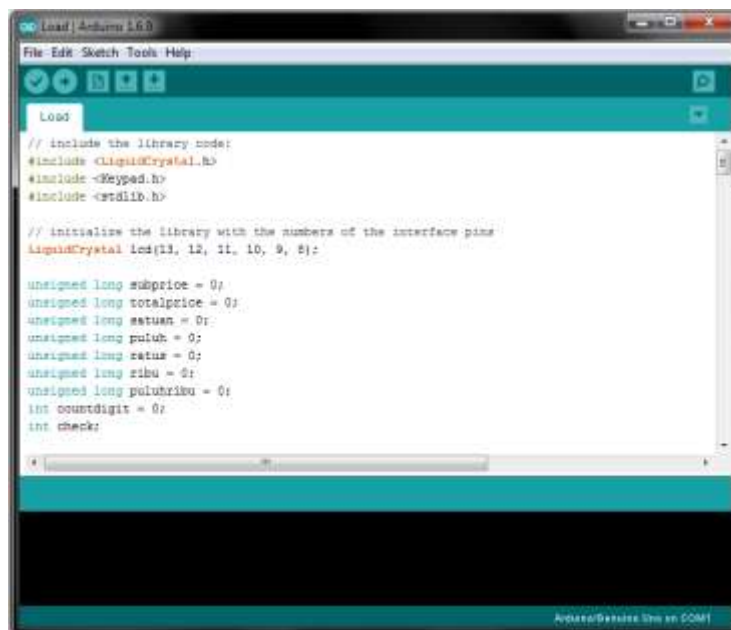 Load | Arduino 1.6.8
File Edit Sketch Tools Help
Load
// include the library code:
#include <LiquidCrystal.h>
#include <Keypad.h>
#include <stdlib.h>
// initialize the library with the numbers of the interface pins
LiquidCrystal lcd(13, 12, 11, 10, 9, 8);
unsigned long subprice = 0;
unsigned long totalprice = 0;
unsigned long satuan = 0;
unsigned long puluh = 0;
unsigned long ratus = 0;
unsigned long ribu = 0;
unsigned long puluhribu = 0;
int countdigit = 0;
int check;
Arduino/Genuino Uno on COM1